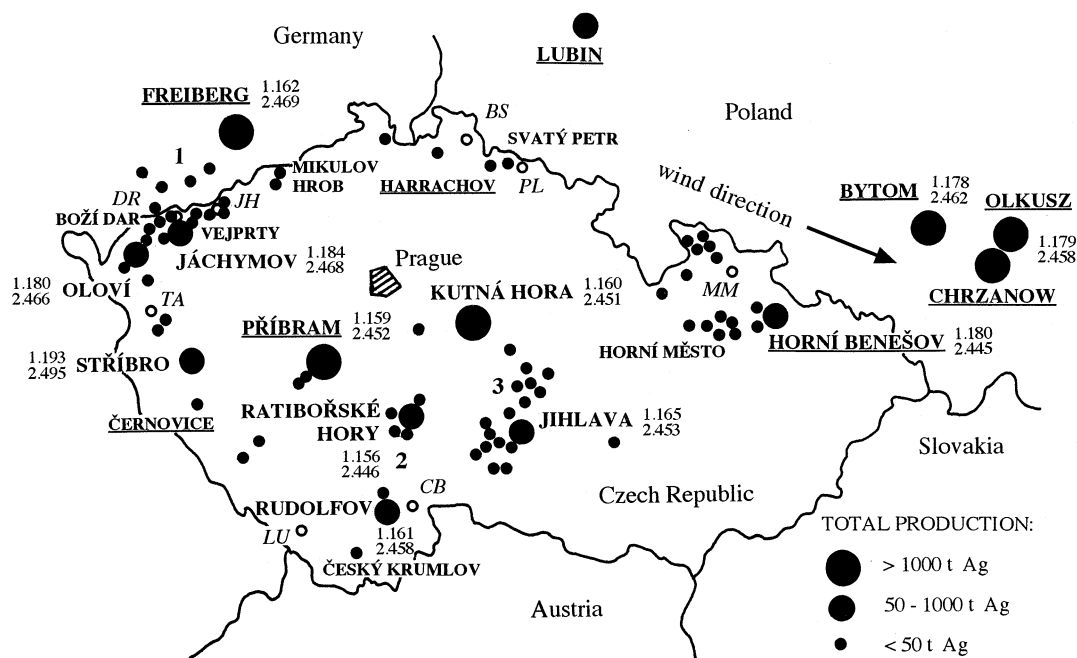 Germany
LUBIN
FREIBERG
1.162
2.469
Poland
BS
SVATÝ PETR
1
MIKULOV
HROB
HARRACHOV
PL
wind direction
BYTOM
1.178
2.462
OLKUSZ
1.179
2.458
CHRZANOW
DR
JH
BOŽÍ DAR
VEJPRTY
JÁCHYMOV
1.184
2.468
Prague
1.180
2.466
OLOVÍ
TA
KUTNÁ HORA
1.160
2.451
MM
PŘÍBRAM
1.159
2.452
HORNÍ MĚSTO
HORNÍ BENEŠOV
1.180
2.445
1.193
2.495
STŘÍBRO
3
ČERNOVICE
RATIBOŘSKÉ
HORY
JIHLAVA
1.165
2.453
1.156
2.446
2
Slovakia
CB
Czech Republic
RUDOLFOV
LU
1.161
2.458
ČESKÝ KRUMLOV
Austria
TOTAL PRODUCTION:
> 1000 t Ag
50 - 1000 t Ag
< 50 t Ag